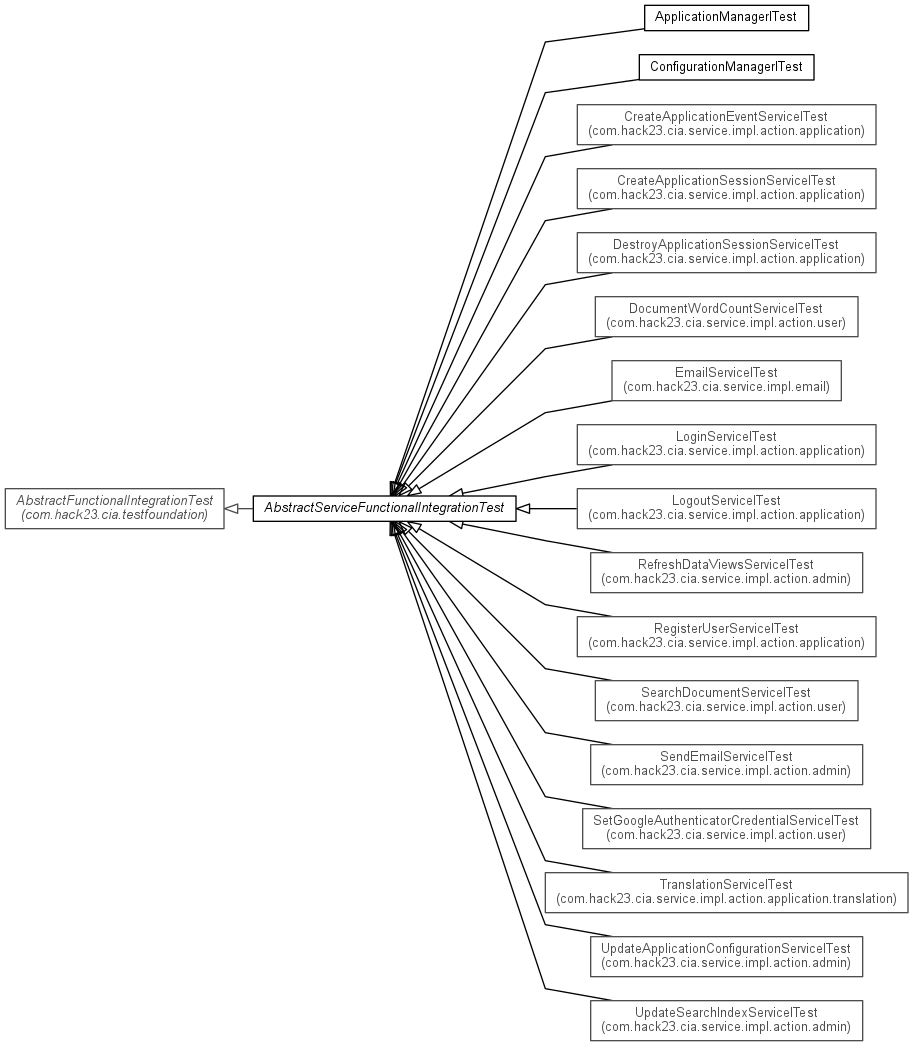 ApplicationManagerITest
ConfigurationManagerITest
CreateApplicationEventServiceITest
(com.hack23.cia.service.impl.action.application)
CreateApplicationSessionServiceITest
(com.hack23.cia.service.impl.action.application)
DestroyApplicationSessionServiceITest
(com.hack23.cia.service.impl.action.application)
DocumentWordCountServiceITest
(com.hack23.cia.service.impl.action.user)
EmailServiceITest
(com.hack23.cia.service.impl.email)
LoginServiceITest
(com.hack23.cia.service.impl.action.application)
AbstractFunctionalIntegrationTest
(com.hack23.cia.testfoundation)
AbstractServiceFunctionalIntegrationTest
LogoutServiceITest
(com.hack23.cia.service.impl.action.application)
RefreshDataViewsServiceITest
(com.hack23.cia.service.impl.action.admin)
RegisterUserServiceITest
(com.hack23.cia.service.impl.action.application)
SearchDocumentServiceITest
(com.hack23.cia.service.impl.action.user)
SendEmailServiceITest
(com.hack23.cia.service.impl.action.admin)
SetGoogleAuthenticatorCredentialServiceITest
(com.hack23.cia.service.impl.action.user)
TranslationServiceITest
(com.hack23.cia.service.impl.action.application.translation)
UpdateApplicationConfigurationServiceITest
(com.hack23.cia.service.impl.action.admin)
UpdateSearchIndexServiceITest
(com.hack23.cia.service.impl.action.admin)